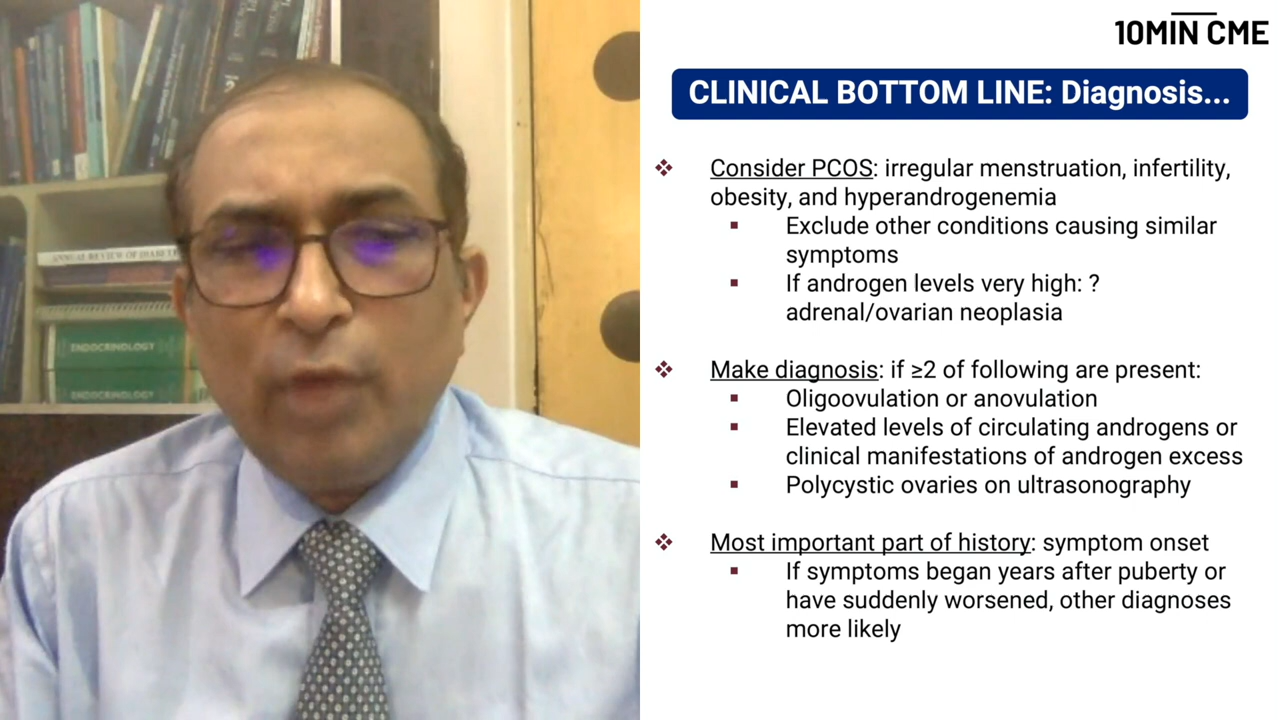 10MIN CME
CLINICAL BOTTOM LINE: Diagnosis...
❖ Consider PCOS: irregular menstruation, infertility,
obesity, and hyperandrogenemia
▪ Exclude other conditions causing similar
symptoms
▪ If androgen levels very high: ?
adrenal/ovarian neoplasia
❖ Make diagnosis: if ≥2 of following are present:
▪ Oligoovulation or anovulation
▪ Elevated levels of circulating androgens or
clinical manifestations of androgen excess
▪ Polycystic ovaries on ultrasonography
❖ Most important part of history: symptom onset
▪ If symptoms began years after puberty or
have suddenly worsened, other diagnoses
more likely
ANNUAL REVIEW OF DIABETE
ENDOCRINOLOGY
ENDOCRINOLOGY